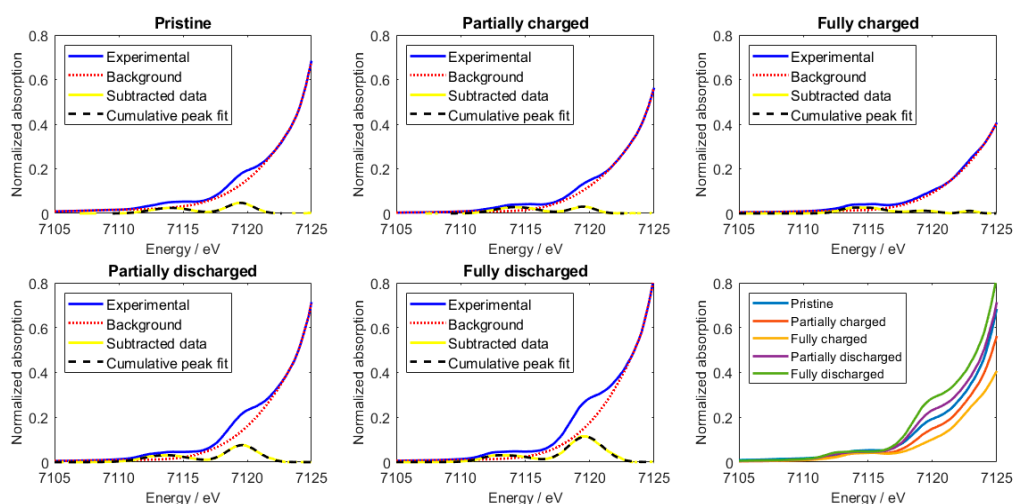 Pristine
Normalized absorption
0.8
0.6
0.4
0.2
0
Experimental
Background
Subtracted data
Cumulative peak fit
7105 7110 7115 7120 7125
Energy / eV
Partially charged
Normalized absorption
0.8
0.6
0.4
0.2
0
Experimental
Background
Subtracted data
Cumulative peak fit
7105 7110 7115 7120 7125
Energy / eV
Fully charged
Normalized absorption
0.8
0.6
0.4
0.2
0
Experimental
Background
Subtracted data
Cumulative peak fit
7105 7110 7115 7120 7125
Energy / eV
Partially discharged
Normalized absorption
0.8
0.6
0.4
0.2
0
Experimental
Background
Subtracted data
Cumulative peak fit
7105 7110 7115 7120 7125
Energy / eV
Fully discharged
Normalized absorption
0.8
0.6
0.4
0.2
0
Experimental
Background
Subtracted data
Cumulative peak fit
7105 7110 7115 7120 7125
Energy / eV
Normalized absorption
0.8
0.6
0.4
0.2
0
Pristine
Partially charged
Fully charged
Partially discharged
Fully discharged
7105 7110 7115 7120 7125
Energy / eV